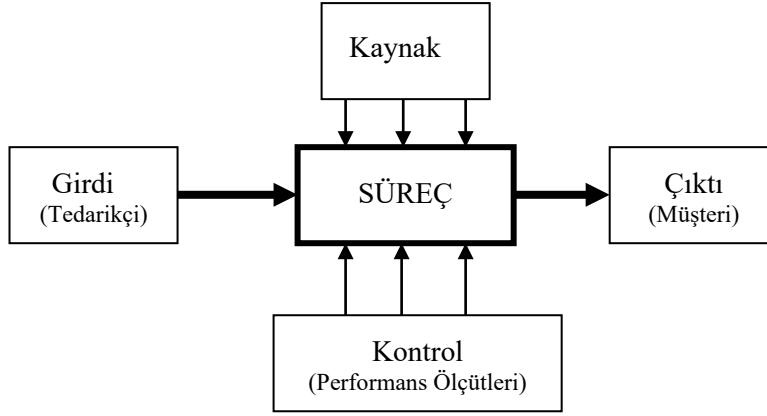 Kaynak
Girdi
(Tedarikçi)
SÜREÇ
Çıktı
(Müşteri)
Kontrol
(Performans Ölçütleri)